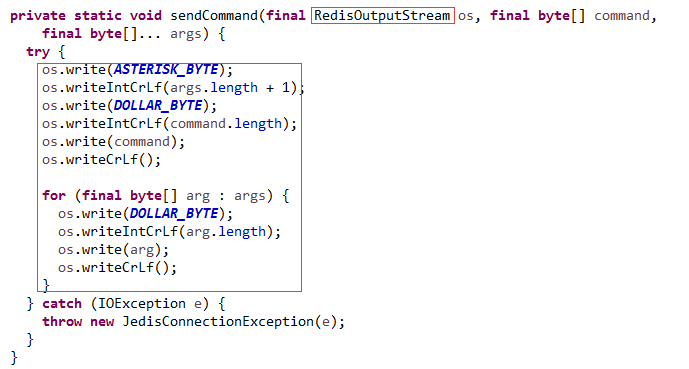 private static void sendCommand(final RedisOutputStream os, final byte[] command,
    final byte[]... args) {
  try {
    os.write(ASTERISK_BYTE);
    os.writeIntCrLf(args.length + 1);
    os.write(DOLLAR_BYTE);
    os.writeIntCrLf(command.length);
    os.write(command);
    os.writeCrLf();

    for (final byte[] arg : args) {
      os.write(DOLLAR_BYTE);
      os.writeIntCrLf(arg.length);
      os.write(arg);
      os.writeCrLf();
    }
  } catch (IOException e) {
    throw new JedisConnectionException(e);
  }
}